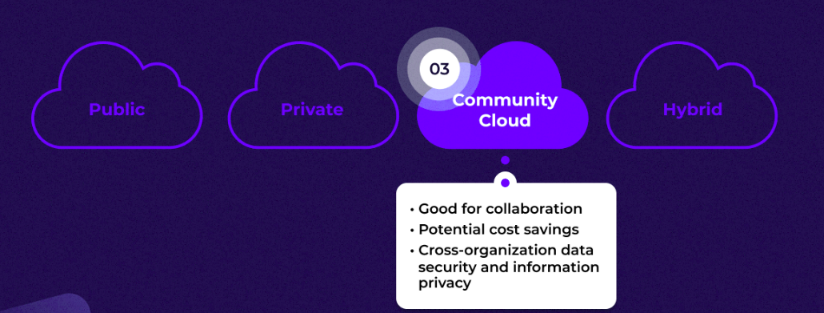 Public
Private
03
Community
Cloud
Hybrid
• Good for collaboration
• Potential cost savings
• Cross-organization data
security and information
privacy